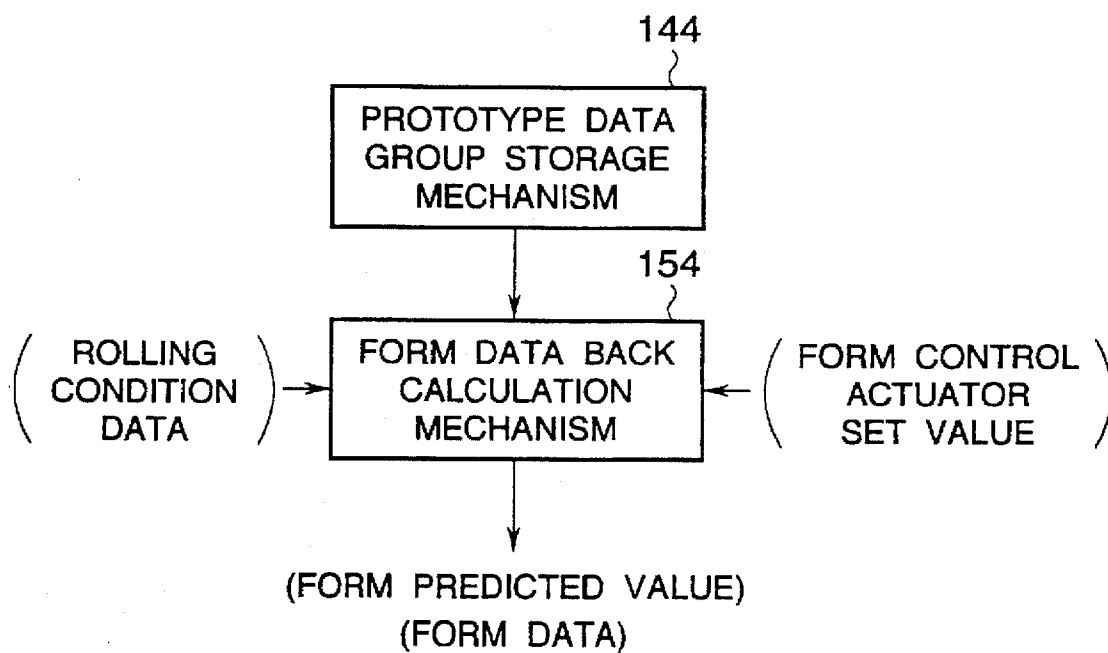 144
PROTOTYPE DATA
GROUP STORAGE
MECHANISM
154
(ROLLING
CONDITION
DATA)
FORM DATA BACK
CALCULATION
MECHANISM
(FORM CONTROL
ACTUATOR
SET VALUE)
(FORM PREDICTED VALUE)
(FORM DATA)